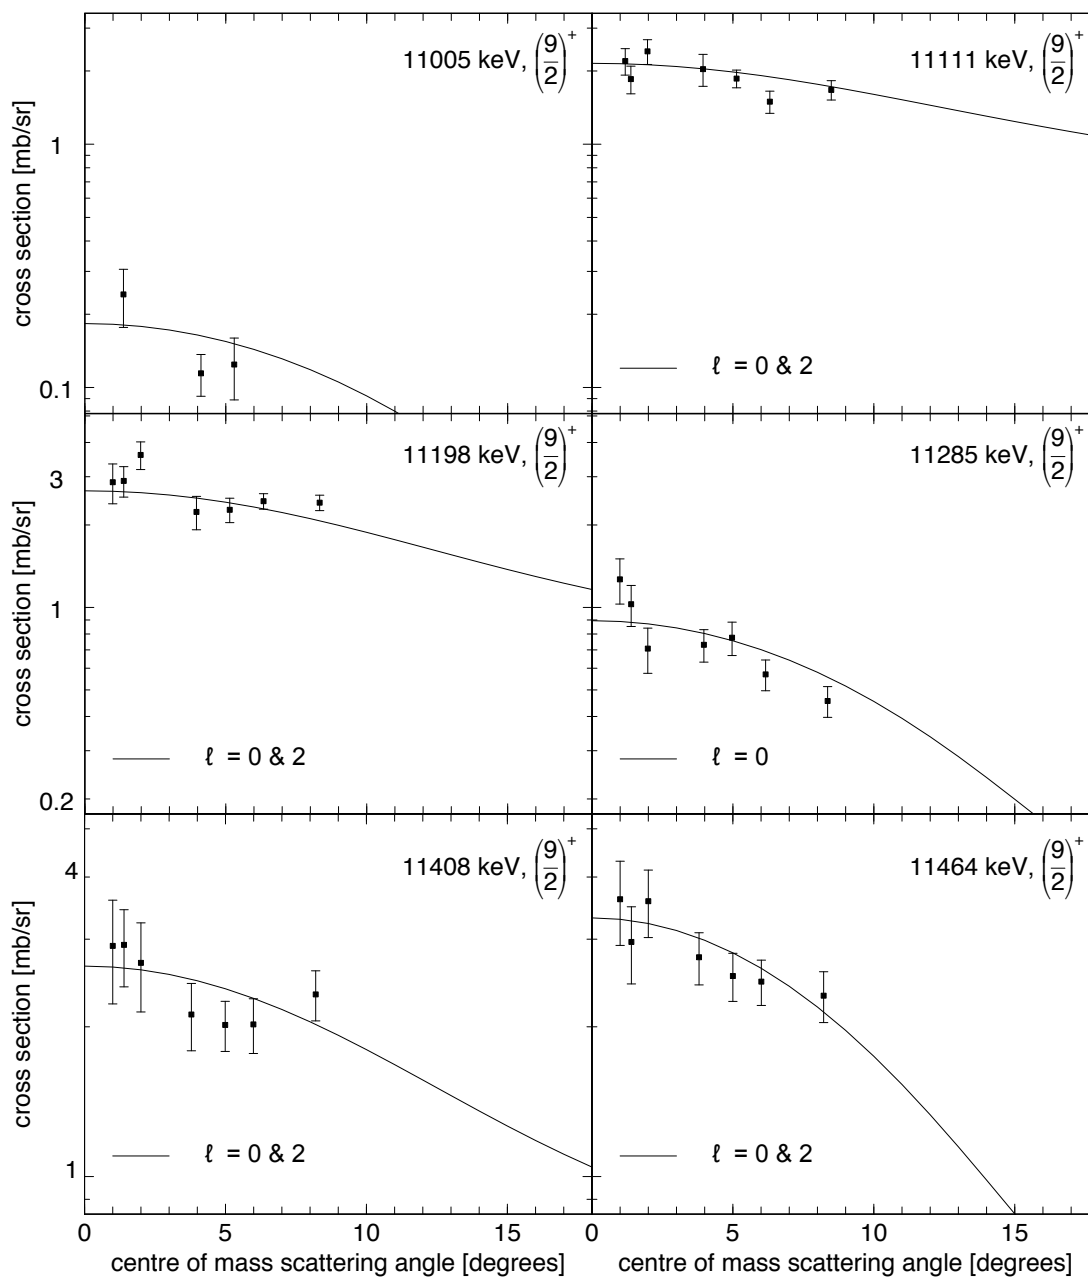 11005 keV, (9/2)⁺
11111 keV, (9/2)⁺
cross section [mb/sr]
1
0.1
ℓ = 0 & 2
11198 keV, (9/2)⁺
11285 keV, (9/2)⁺
cross section [mb/sr]
3
1
0.2
ℓ = 0 & 2
ℓ = 0
11408 keV, (9/2)⁺
11464 keV, (9/2)⁺
cross section [mb/sr]
4
1
ℓ = 0 & 2
ℓ = 0 & 2
0 5 10 15 0 5 10 15
centre of mass scattering angle [degrees]
centre of mass scattering angle [degrees]